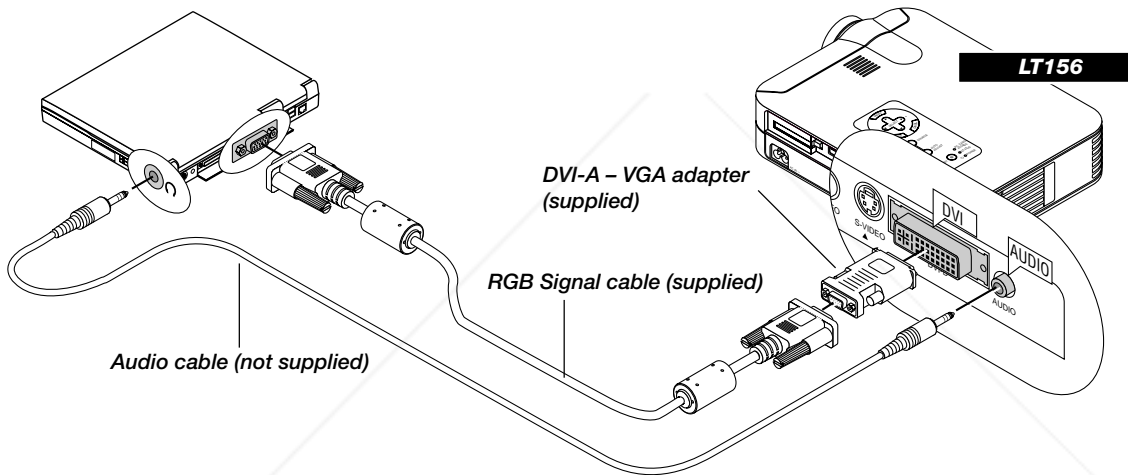 LT156
DVI-A – VGA adapter
(supplied)
DVI
S-VIDEO
AUDIO
AUDIO
RGB Signal cable (supplied)
Audio cable (not supplied)